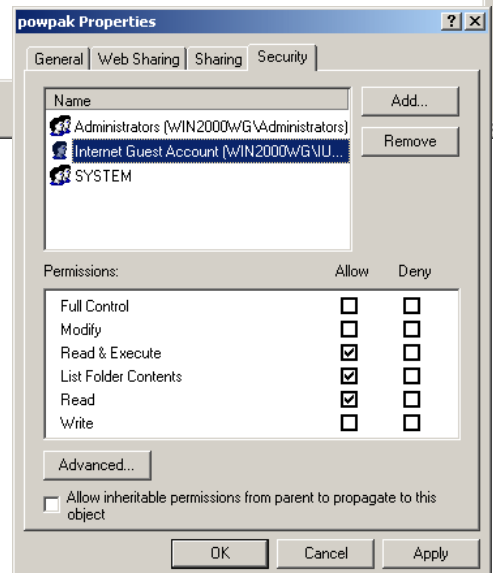 powpak Properties
General Web Sharing Sharing Security
Name
Add...
Administrators (WIN2000WG\Administrators)
Remove
Internet Guest Account (WIN2000WG\IU...
SYSTEM
Permissions: Allow Deny
Full Control
Modify
Read & Execute
List Folder Contents
Read
Write
Advanced...
Allow inheritable permissions from parent to propagate to this
object
OK Cancel Apply